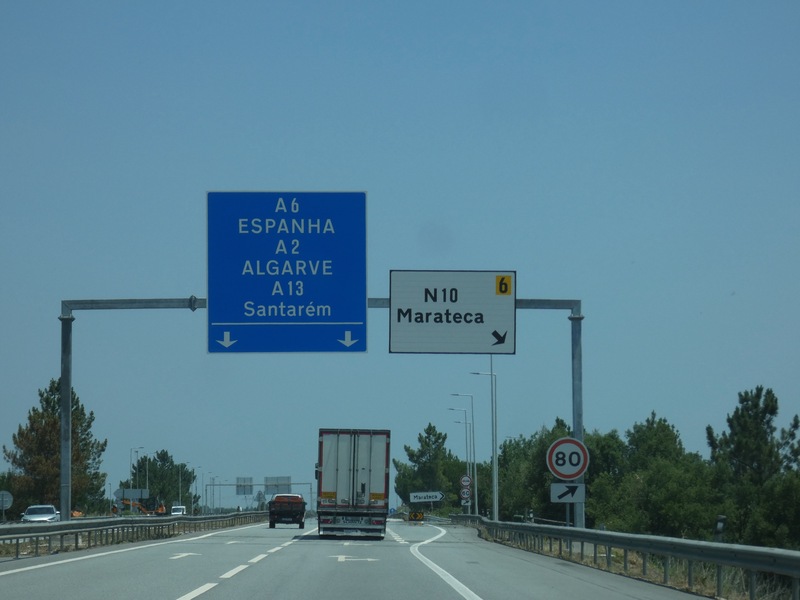 A6
ESPANHA
A2
ALGARVE
A13
Santarém
6
N10
Marateca
80
Marateca